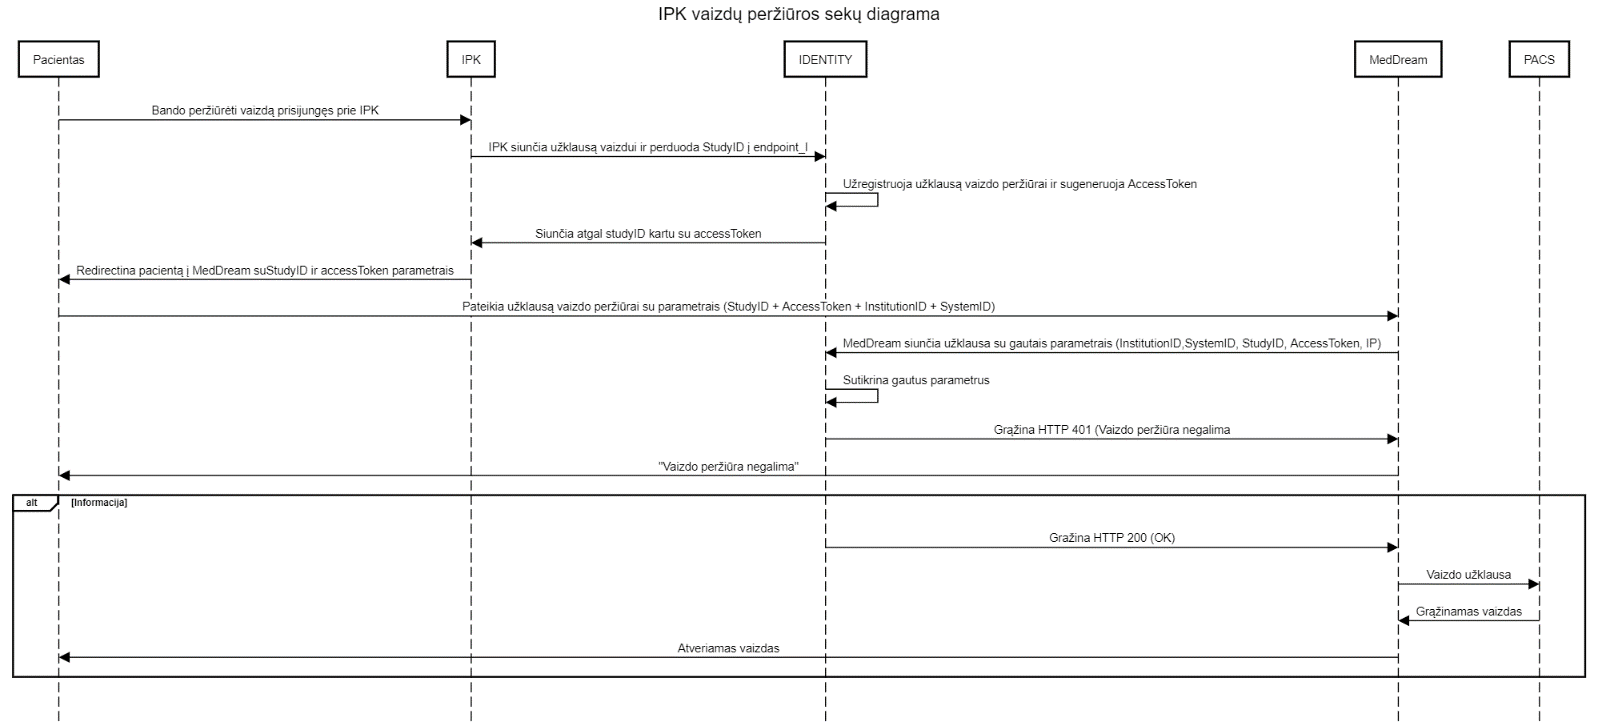 IPK vaizdų peržiūros sekų diagrama
Pacientas
IPK
IDENTITY
MedDream
PACS
Bando peržiūrėti vaizdą prisijungęs prie IPK
IPK siunčia užklausą vaizdui ir perduoda StudyID į endpoint_I
Užregistruoja užklausą vaizdo peržiūrai ir sugeneruoja AccessToken
Siunčia atgal studyID kartu su accessToken
Redirectina pacientą į MedDream suStudyID ir accessToken parametrais
Pateikia užklausą vaizdo peržiūrai su parametrais (StudyID + AccessToken + InstitutionID + SystemID)
MedDream siunčia užklausa su gautais parametrais (InstitutionID,SystemID, StudyID, AccessToken, IP)
Sutikrina gautus parametrus
Grąžina HTTP 401 (Vaizdo peržiūra negalima
"Vaizdo peržiūra negalima"
alt
[Informacija]
Gražina HTTP 200 (OK)
Vaizdo užklausa
Grąžinamas vaizdas
Atveriamas vaizdas